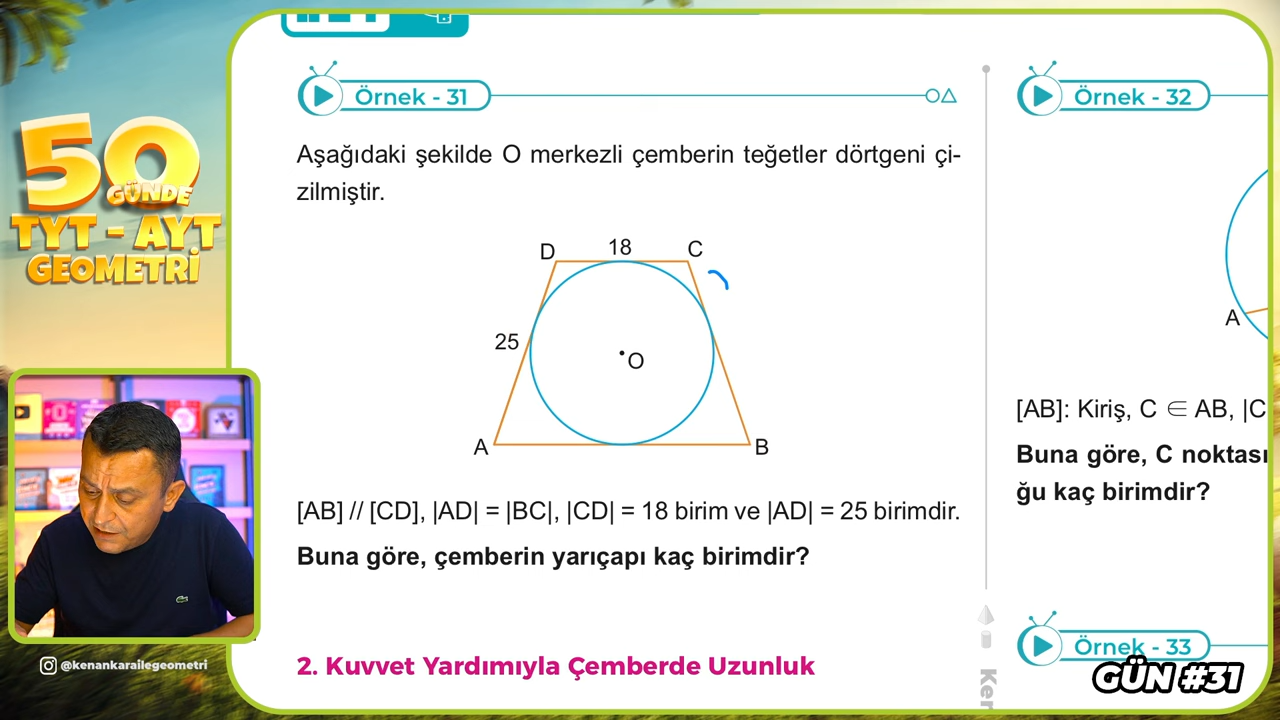 50
GÜNDE
TYT - AYT
GEOMETRİ
@kenankarailegeometri
Örnek - 31
Aşağıdaki şekilde O merkezli çemberin teğetler dörtgeni çi-
zilmiştir.
D 18 C
25
O
A B
[AB] // [CD], |AD| = |BC|, |CD| = 18 birim ve |AD| = 25 birimdir.
Buna göre, çemberin yarıçapı kaç birimdir?
2. Kuvvet Yardımıyla Çemberde Uzunluk
Ker
Örnek - 32
A
[AB]: Kiriş, C ∈ AB, |C
Buna göre, C noktası
ğu kaç birimdir?
Örnek - 33
GÜN #31